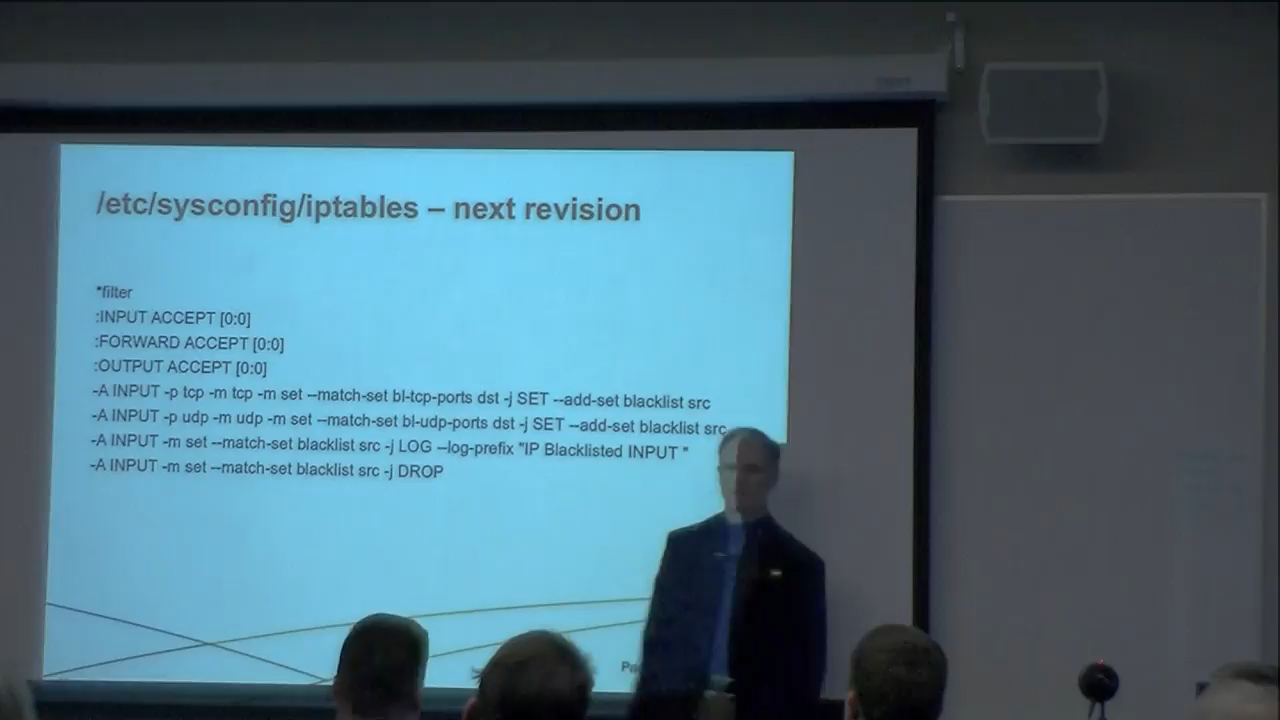 /etc/sysconfig/iptables – next revision
*filter
:INPUT ACCEPT [0:0]
:FORWARD ACCEPT [0:0]
:OUTPUT ACCEPT [0:0]
-A INPUT -p tcp -m tcp -m set --match-set bl-tcp-ports dst -j SET --add-set blacklist src
-A INPUT -p udp -m udp -m set --match-set bl-udp-ports dst -j SET --add-set blacklist src
-A INPUT -m set --match-set blacklist src -j LOG --log-prefix "IP Blacklisted INPUT "
-A INPUT -m set --match-set blacklist src -j DROP